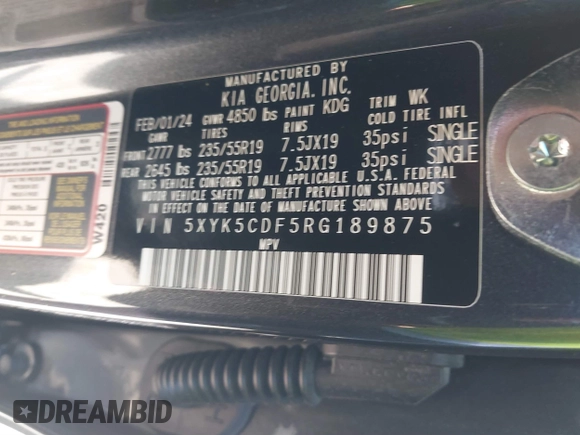 MANUFACTURED BY
KIA GEORGIA, INC.
FEB/01/24 GVWR 4850 lbs PAINT KDG TRIM WK
GAWR TIRES RIMS COLD TIRE INFL
FRONT 2777 lbs 235/55R19 7.5JX19 35psi SINGLE
REAR 2645 lbs 235/55R19 7.5JX19 35psi SINGLE
THIS VEHICLE CONFORMS TO ALL APPLICABLE U.S.A. FEDERAL
MOTOR VEHICLE SAFETY AND THEFT PREVENTION STANDARDS
IN EFFECT ON THE DATE OF MANUFACTURE SHOWN ABOVE.
VIN 5XYK5CDF5RG189875
MPV
W420
DREAMBID